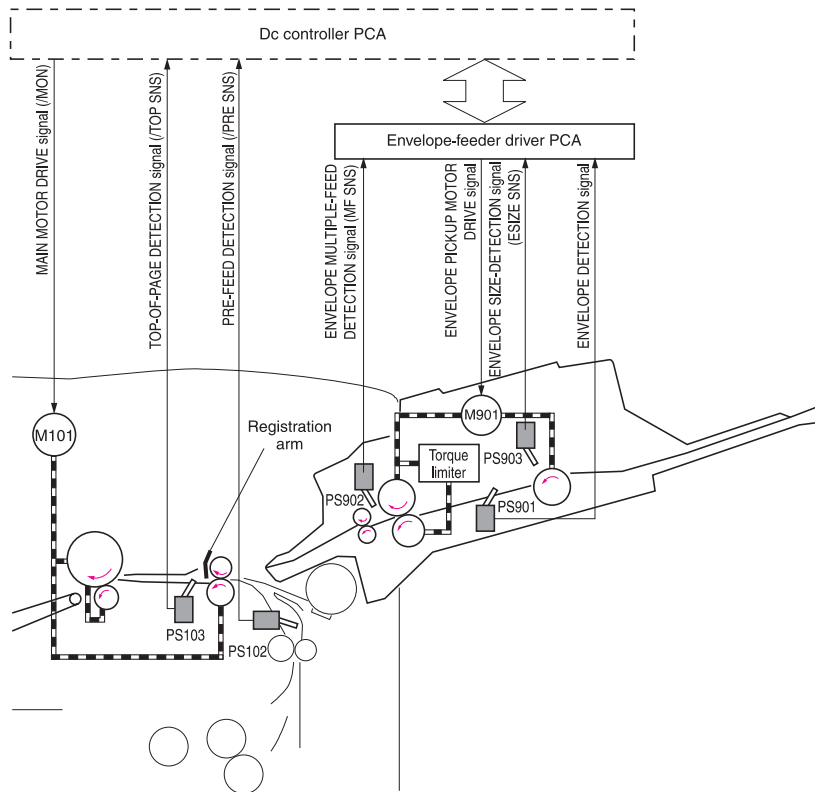 Dc controller PCA
Envelope-feeder driver PCA
MAIN MOTOR DRIVE signal (/MON)
TOP-OF-PAGE DETECTION signal (/TOP SNS)
PRE-FEED DETECTION signal (/PRE SNS)
ENVELOPE MULTIPLE-FEED
DETECTION signal (MF SNS)
ENVELOPE PICKUP MOTOR
DRIVE signal
ENVELOPE SIZE-DETECTION signal
(ESIZE SNS)
ENVELOPE DETECTION signal
M101
Registration
arm
M901
Torque
limiter
PS903
PS902
PS901
PS103
PS102